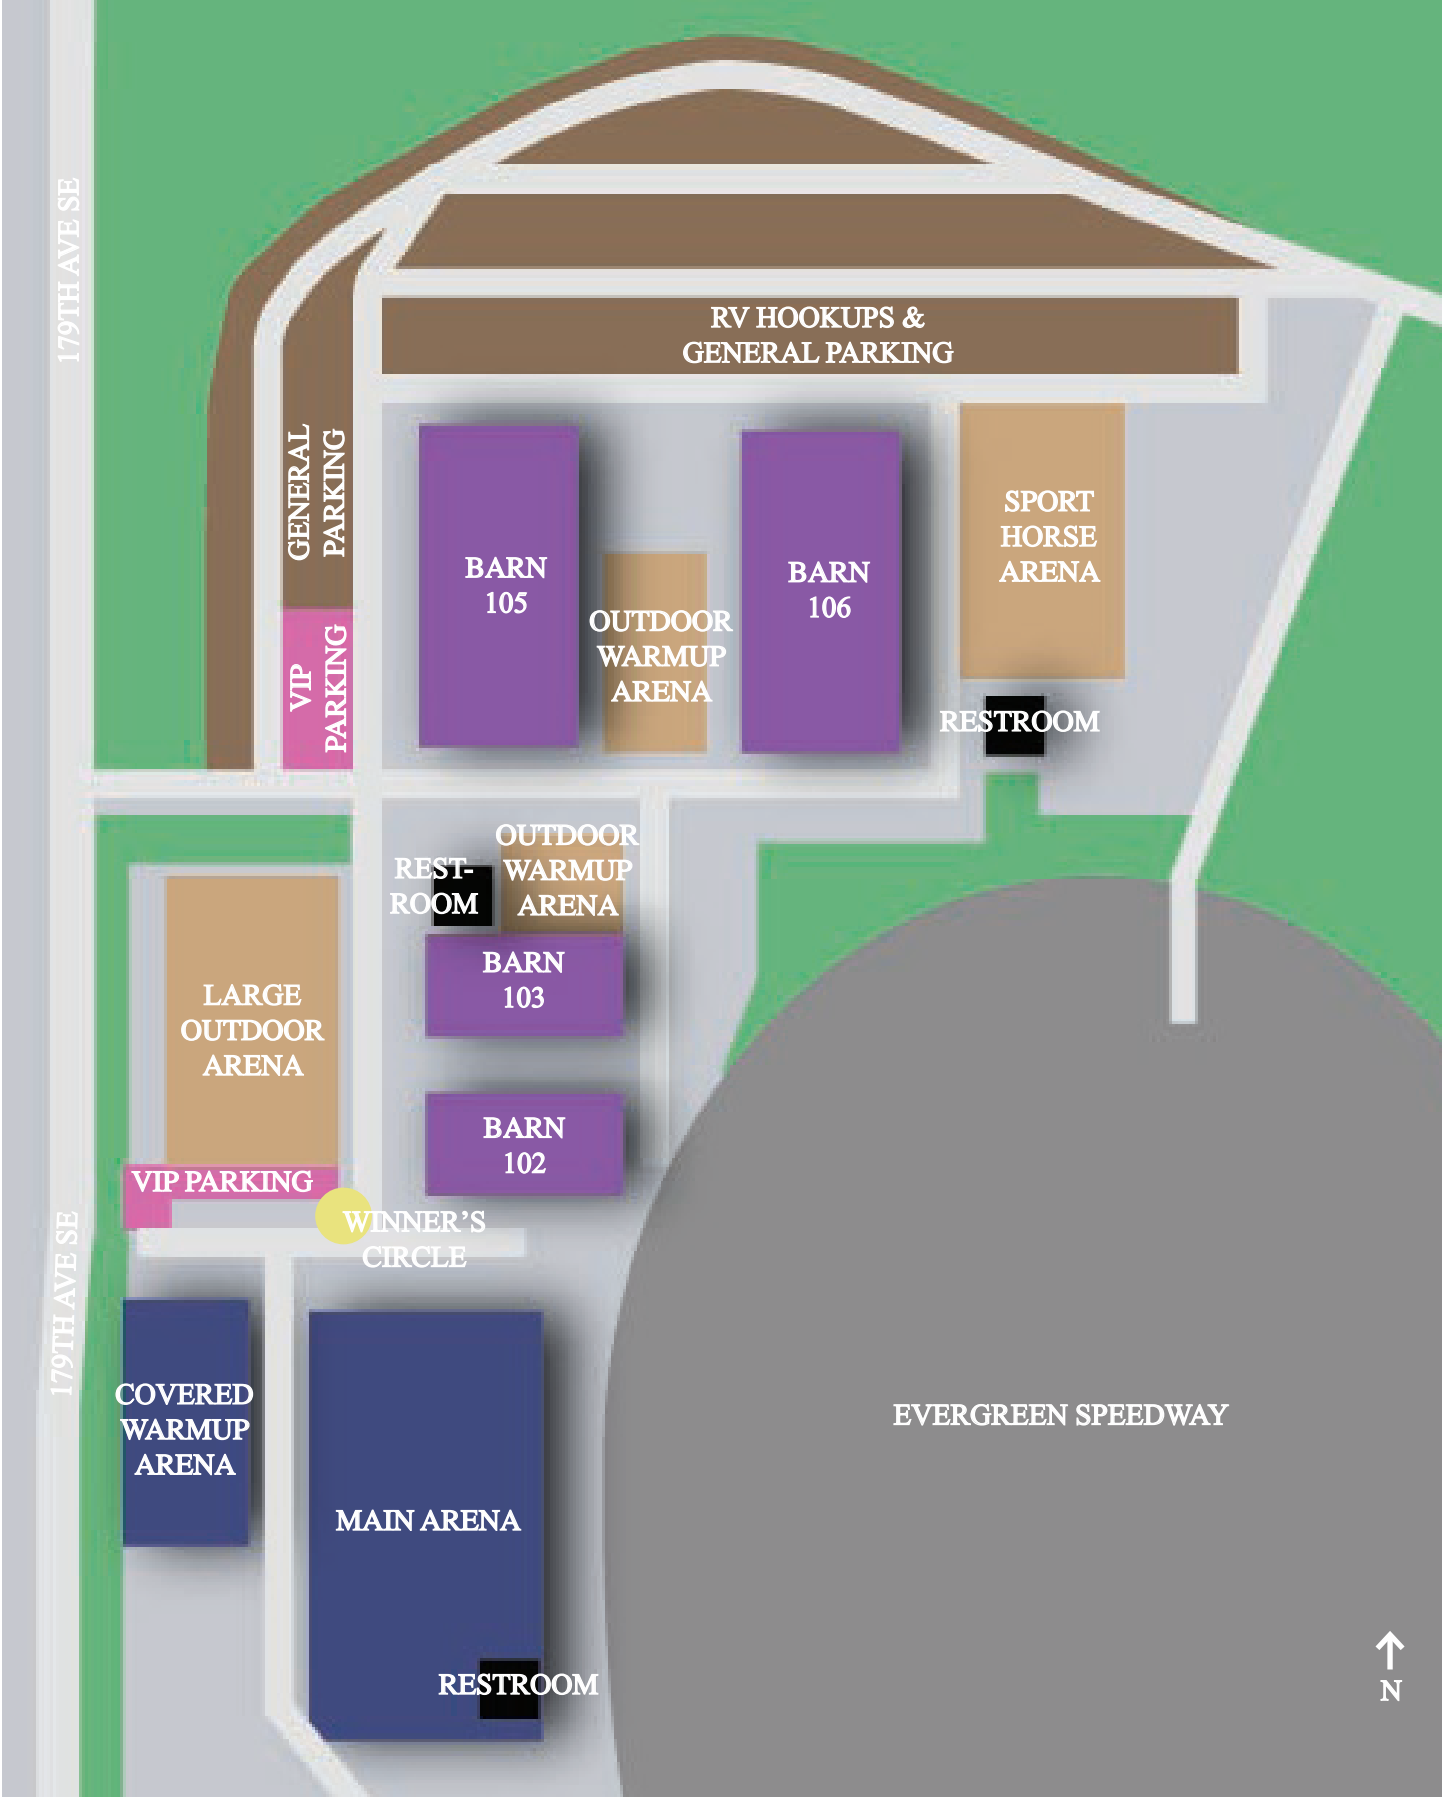 179TH AVE SE
RV HOOKUPS &
GENERAL PARKING
GENERAL
PARKING
VIP
PARKING
BARN
105
OUTDOOR
WARMUP
ARENA
BARN
106
SPORT
HORSE
ARENA
RESTROOM
REST-
ROOM
OUTDOOR
WARMUP
ARENA
BARN
103
LARGE
OUTDOOR
ARENA
BARN
102
VIP PARKING
WINNER’S
CIRCLE
179TH AVE SE
COVERED
WARMUP
ARENA
MAIN ARENA
EVERGREEN SPEEDWAY
RESTROOM
N